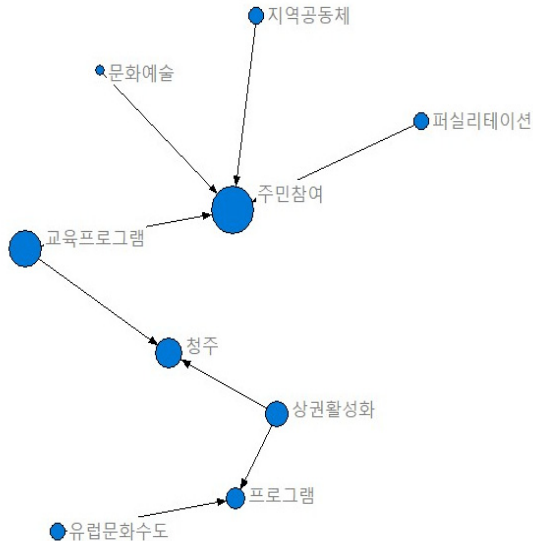 지역공동체
문화예술
퍼실리테이션
주민참여
교육프로그램
청주
상권활성화
프로그램
유럽문화수도